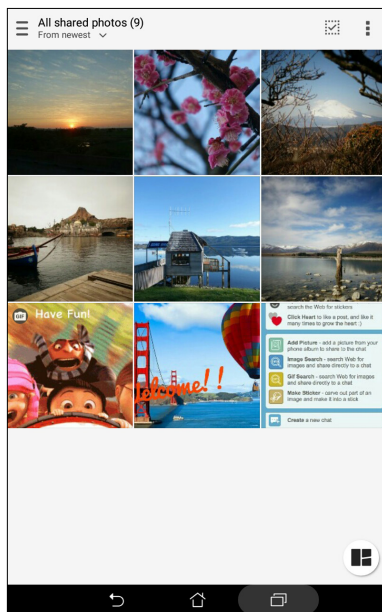 All shared photos (9)
From newest
GIF
Have Fun!
Welcome!!
search the Web for stickers
Click Heart to like a post, and like it
many times to grow the heart :)
Add Picture - add a picture from your
phone album to share to the chat
Image Search - search Web for
images and share directly to a chat
Gif Search - search Web for images
and share directly to a chat
Make Sticker - carve out part of an
image and make it into a stick
Create a new chat